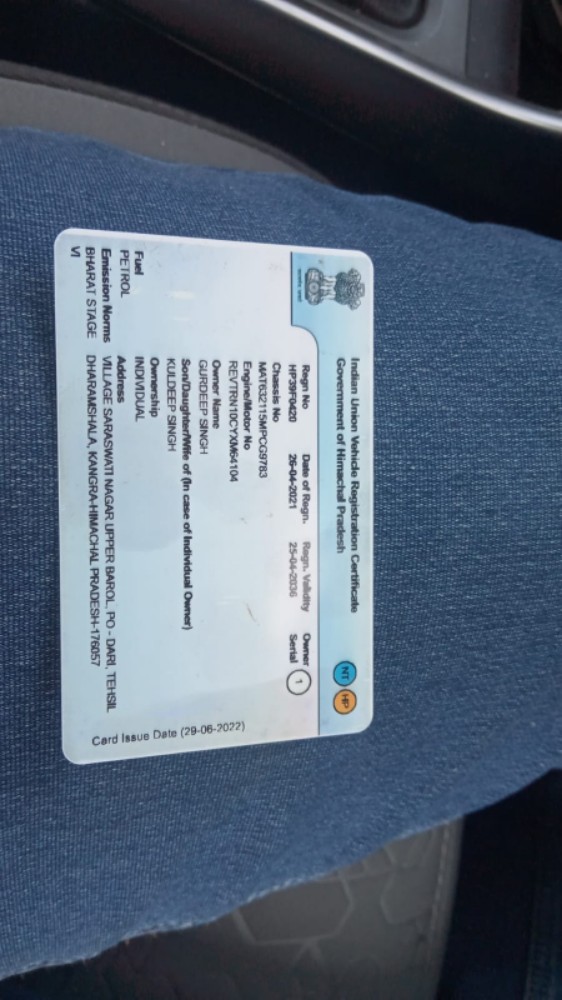 Indian Union Vehicle Registration Certificate
Government of Himachal Pradesh
NT HP
Regn No Date of Regn. Regn. Validity Owner
HP39F0420 26-04-2021 25-04-2036 Serial 1
Chassis No
MAT632115MPCG9783
Engine/Motor No
REVTRN10CYXM64104
Owner Name
GURDEEP SINGH
Son/Daughter/Wife of (In case of Individual Owner)
KULDEEP SINGH
Ownership
INDIVIDUAL
Fuel
PETROL
Emission Norms
BHARAT STAGE
VI
Address
VILLAGE SARASWATI NAGAR UPPER BAROL, PO - DARI, TEHSIL
DHARAMSHALA, KANGRA-HIMACHAL PRADESH-176057
Card Issue Date (29-06-2022)